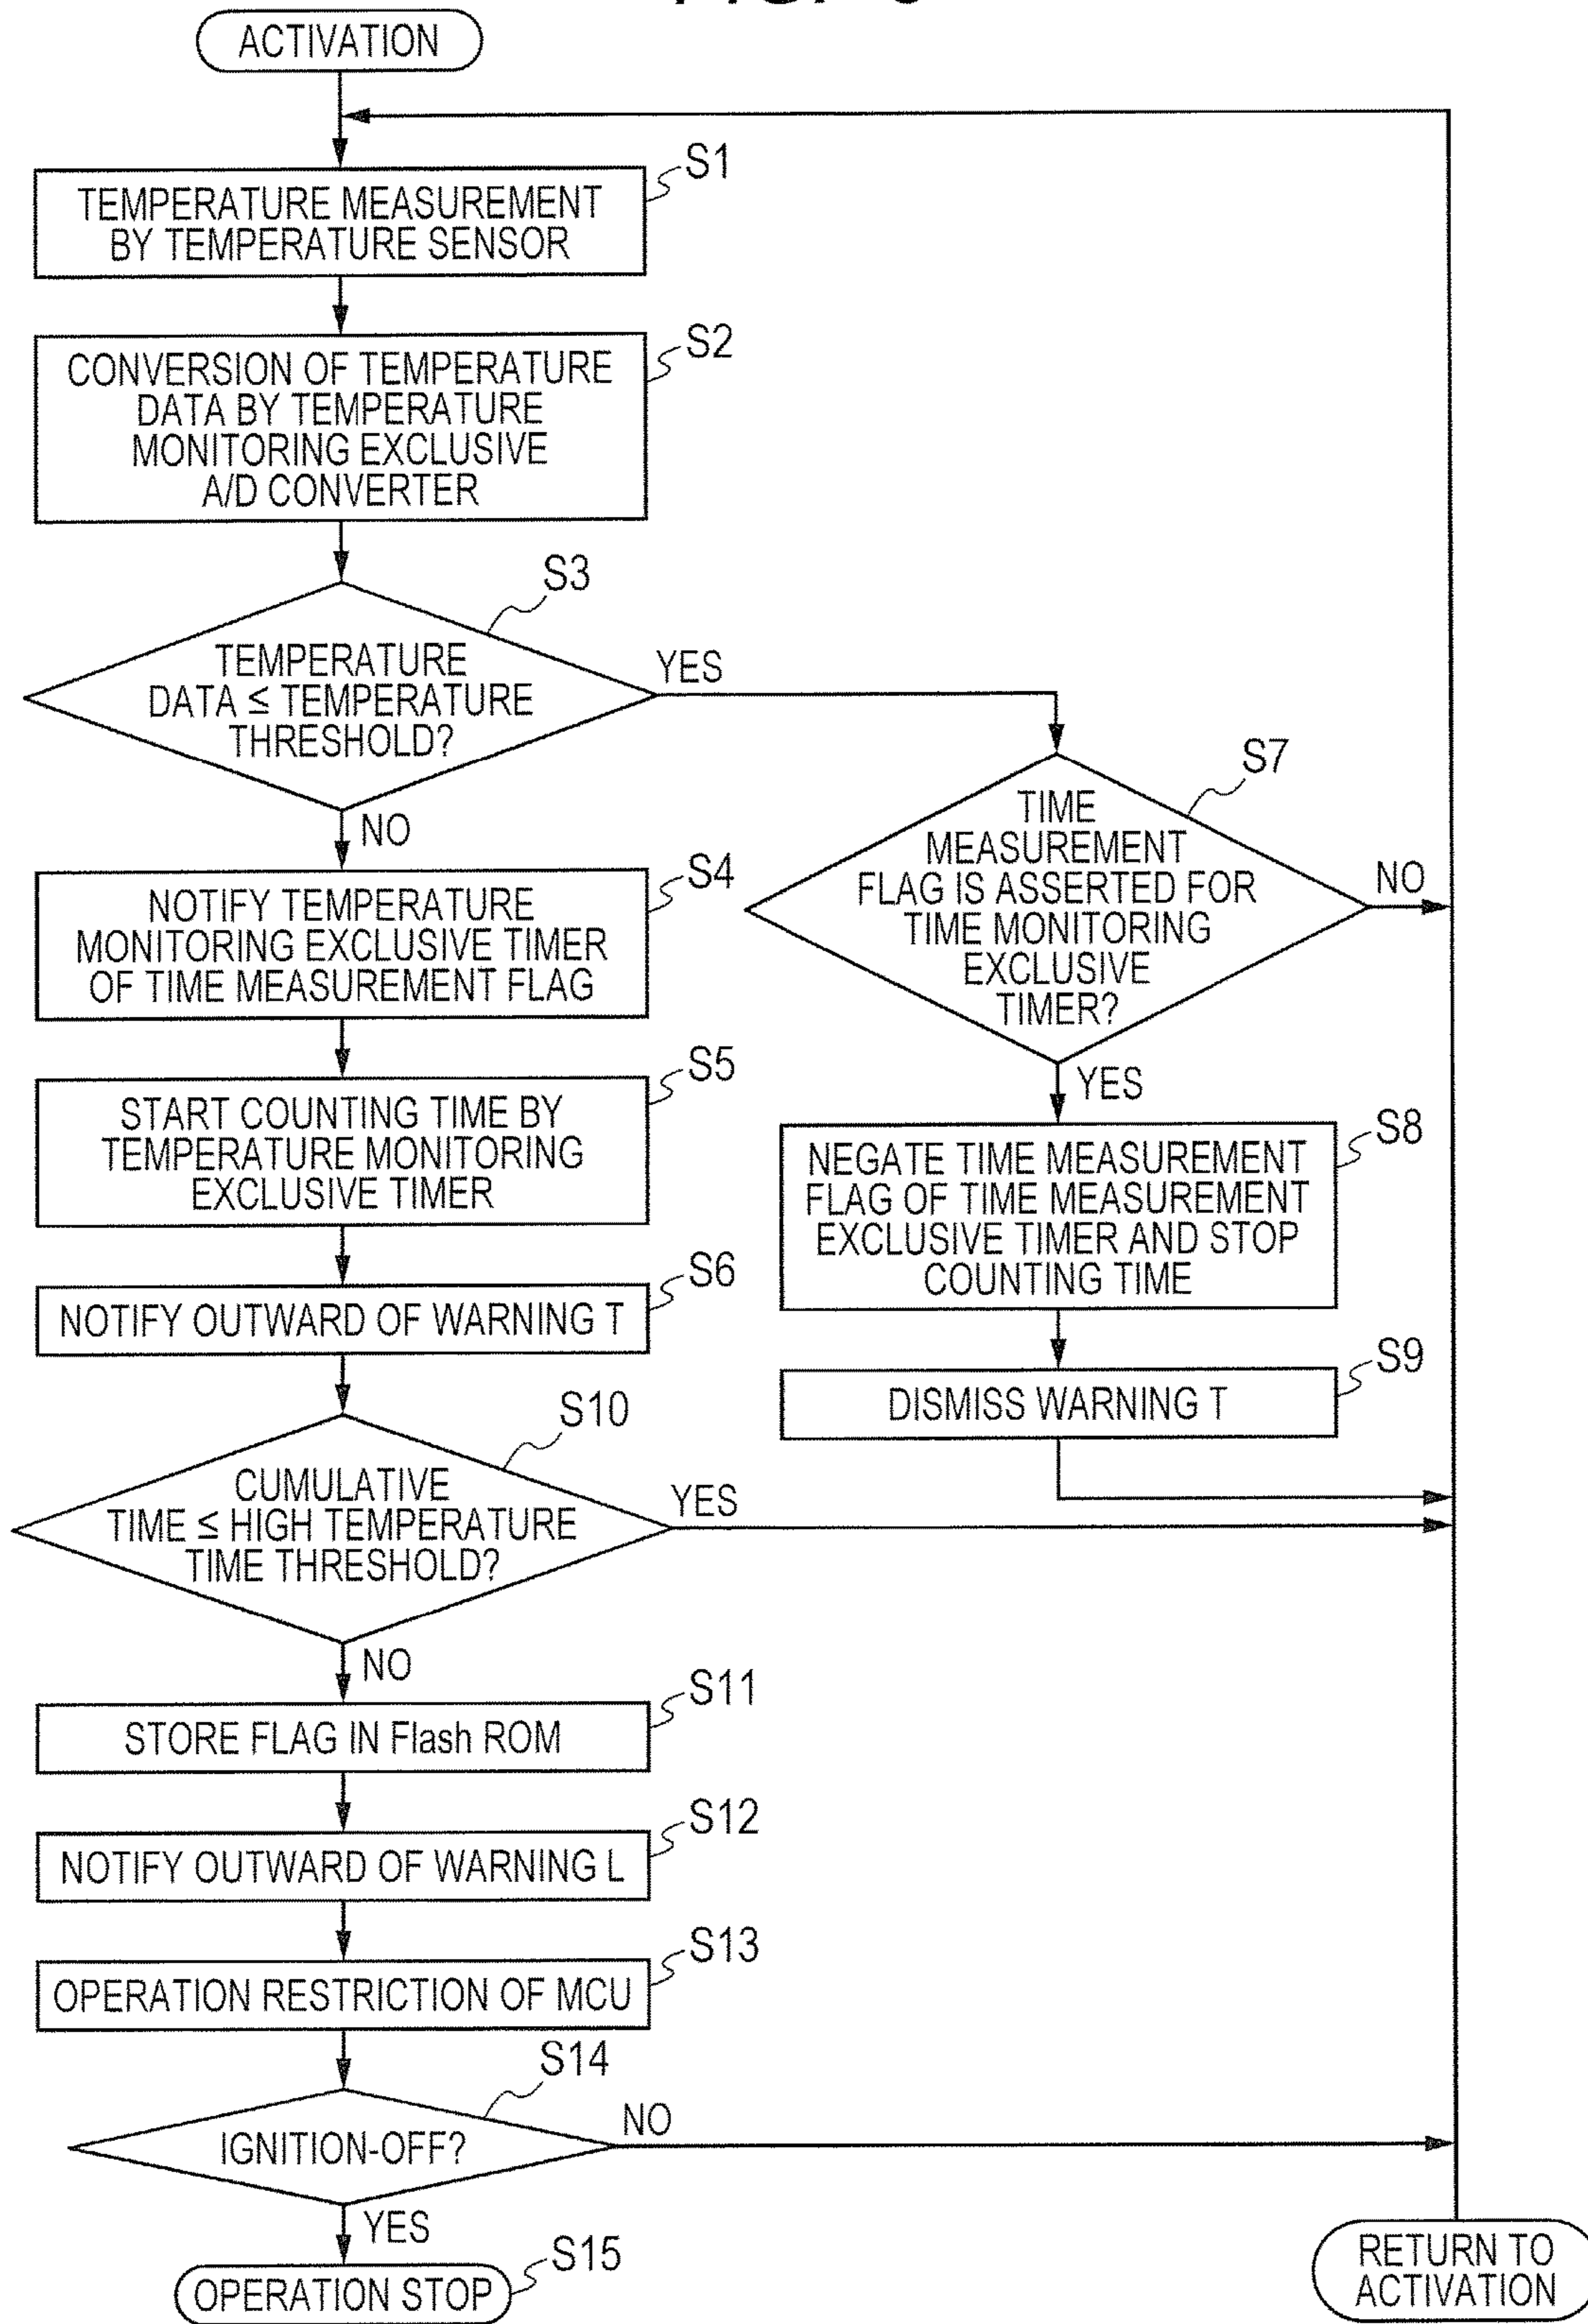 ACTIVATION
S1
TEMPERATURE MEASUREMENT
BY TEMPERATURE SENSOR
S2
CONVERSION OF TEMPERATURE
DATA BY TEMPERATURE
MONITORING EXCLUSIVE
A/D CONVERTER
S3
TEMPERATURE
DATA ≤ TEMPERATURE
THRESHOLD?
YES
NO
S7
TIME
MEASUREMENT
FLAG IS ASSERTED FOR
TIME MONITORING
EXCLUSIVE
TIMER?
NO
YES
S4
NOTIFY TEMPERATURE
MONITORING EXCLUSIVE TIMER
OF TIME MEASUREMENT FLAG
S5
START COUNTING TIME BY
TEMPERATURE MONITORING
EXCLUSIVE TIMER
S8
NEGATE TIME MEASUREMENT
FLAG OF TIME MEASUREMENT
EXCLUSIVE TIMER AND STOP
COUNTING TIME
S6
NOTIFY OUTWARD OF WARNING T
S9
DISMISS WARNING T
S10
CUMULATIVE
TIME ≤ HIGH TEMPERATURE
TIME THRESHOLD?
YES
NO
S11
STORE FLAG IN Flash ROM
S12
NOTIFY OUTWARD OF WARNING L
S13
OPERATION RESTRICTION OF MCU
S14
IGNITION-OFF?
NO
YES
S15
OPERATION STOP
RETURN TO
ACTIVATION